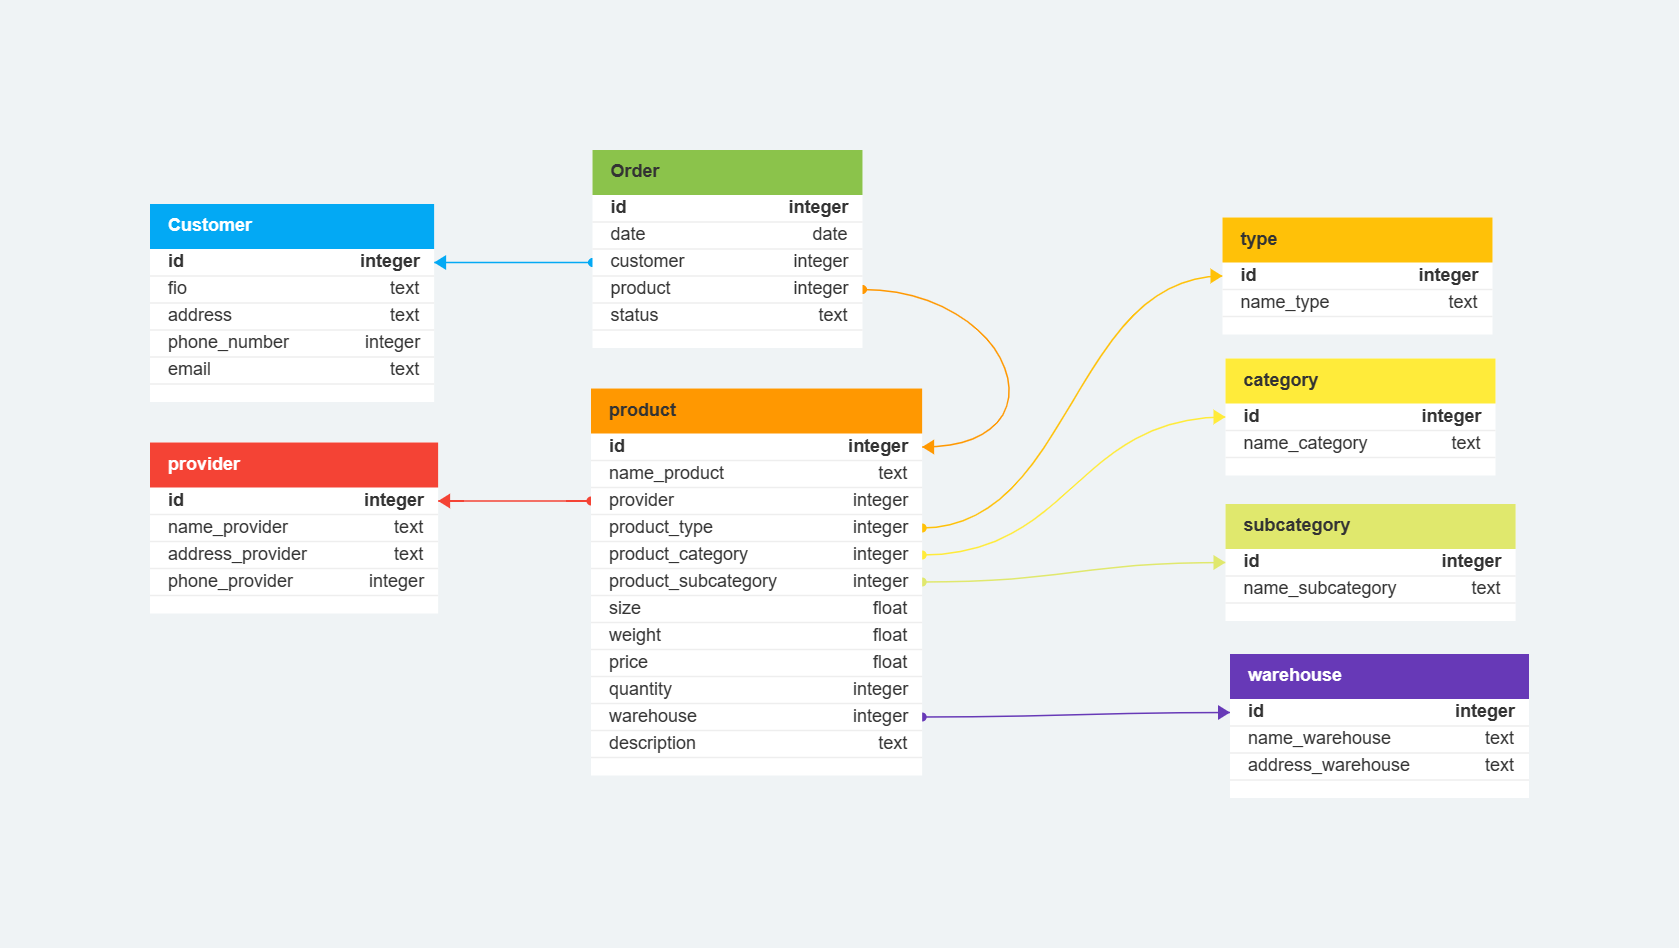 Customer
id integer
fio text
address text
phone_number integer
email text
provider
id integer
name_provider text
address_provider text
phone_provider integer
Order
id integer
date date
customer integer
product integer
status text
product
id integer
name_product text
provider integer
product_type integer
product_category integer
product_subcategory integer
size float
weight float
price float
quantity integer
warehouse integer
description text
type
id integer
name_type text
category
id integer
name_category text
subcategory
id integer
name_subcategory text
warehouse
id integer
name_warehouse text
address_warehouse text